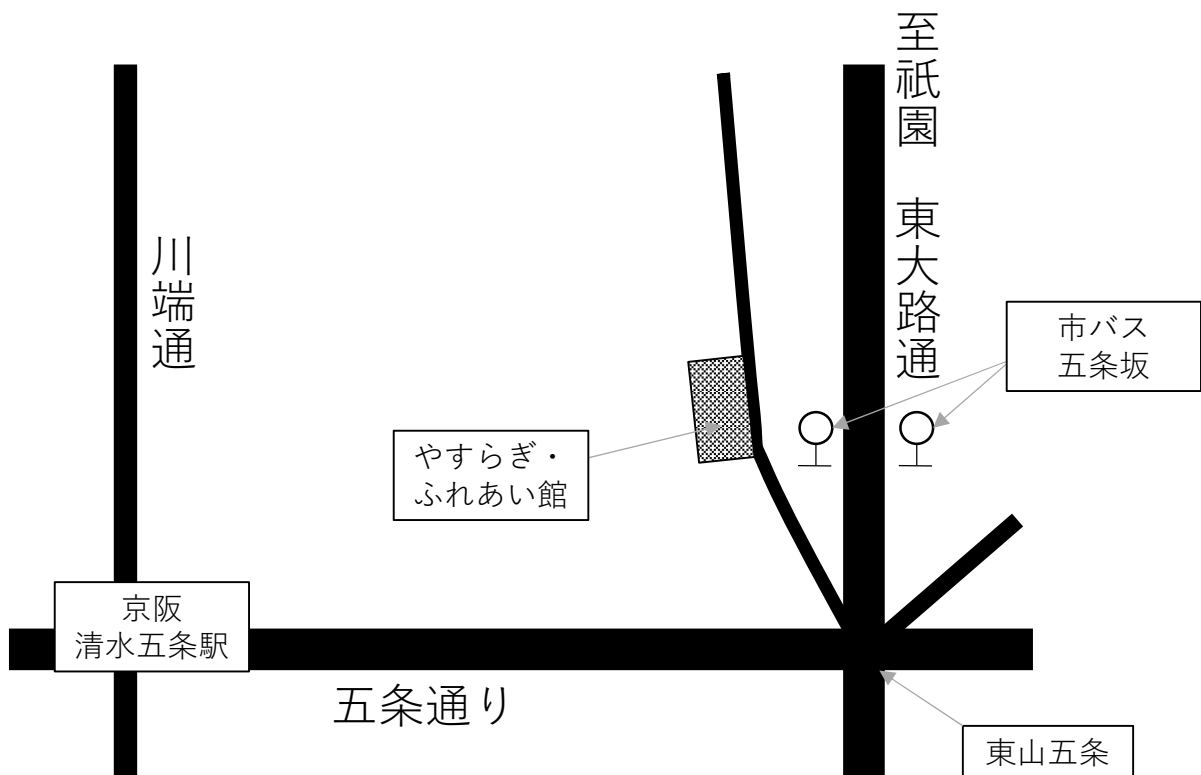 至祇園　東大路通
川端通
市バス
五条坂
やすらぎ・
ふれあい館
京阪
清水五条駅
五条通り
東山五条